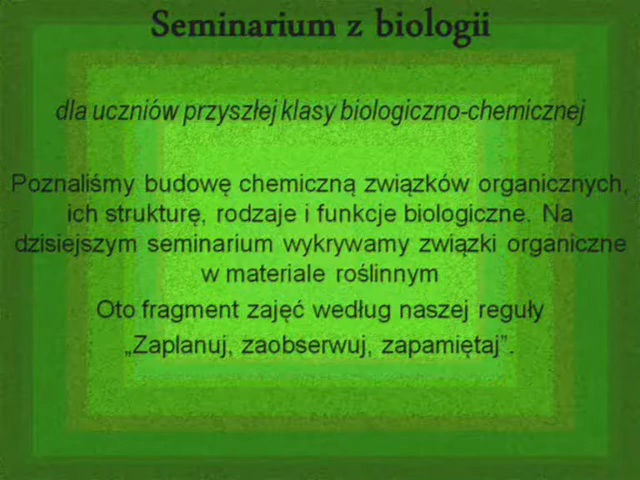 Seminarium z biologii
dla uczniów przyszłej klasy biologiczno-chemicznej
Poznaliśmy budowę chemiczną związków organicznych,
ich strukturę, rodzaje i funkcje biologiczne. Na
dzisiejszym seminarium wykrywamy związki organiczne
w materiale roślinnym
Oto fragment zajęć według naszej reguły
„Zaplanuj, zaobserwuj, zapamiętaj”.